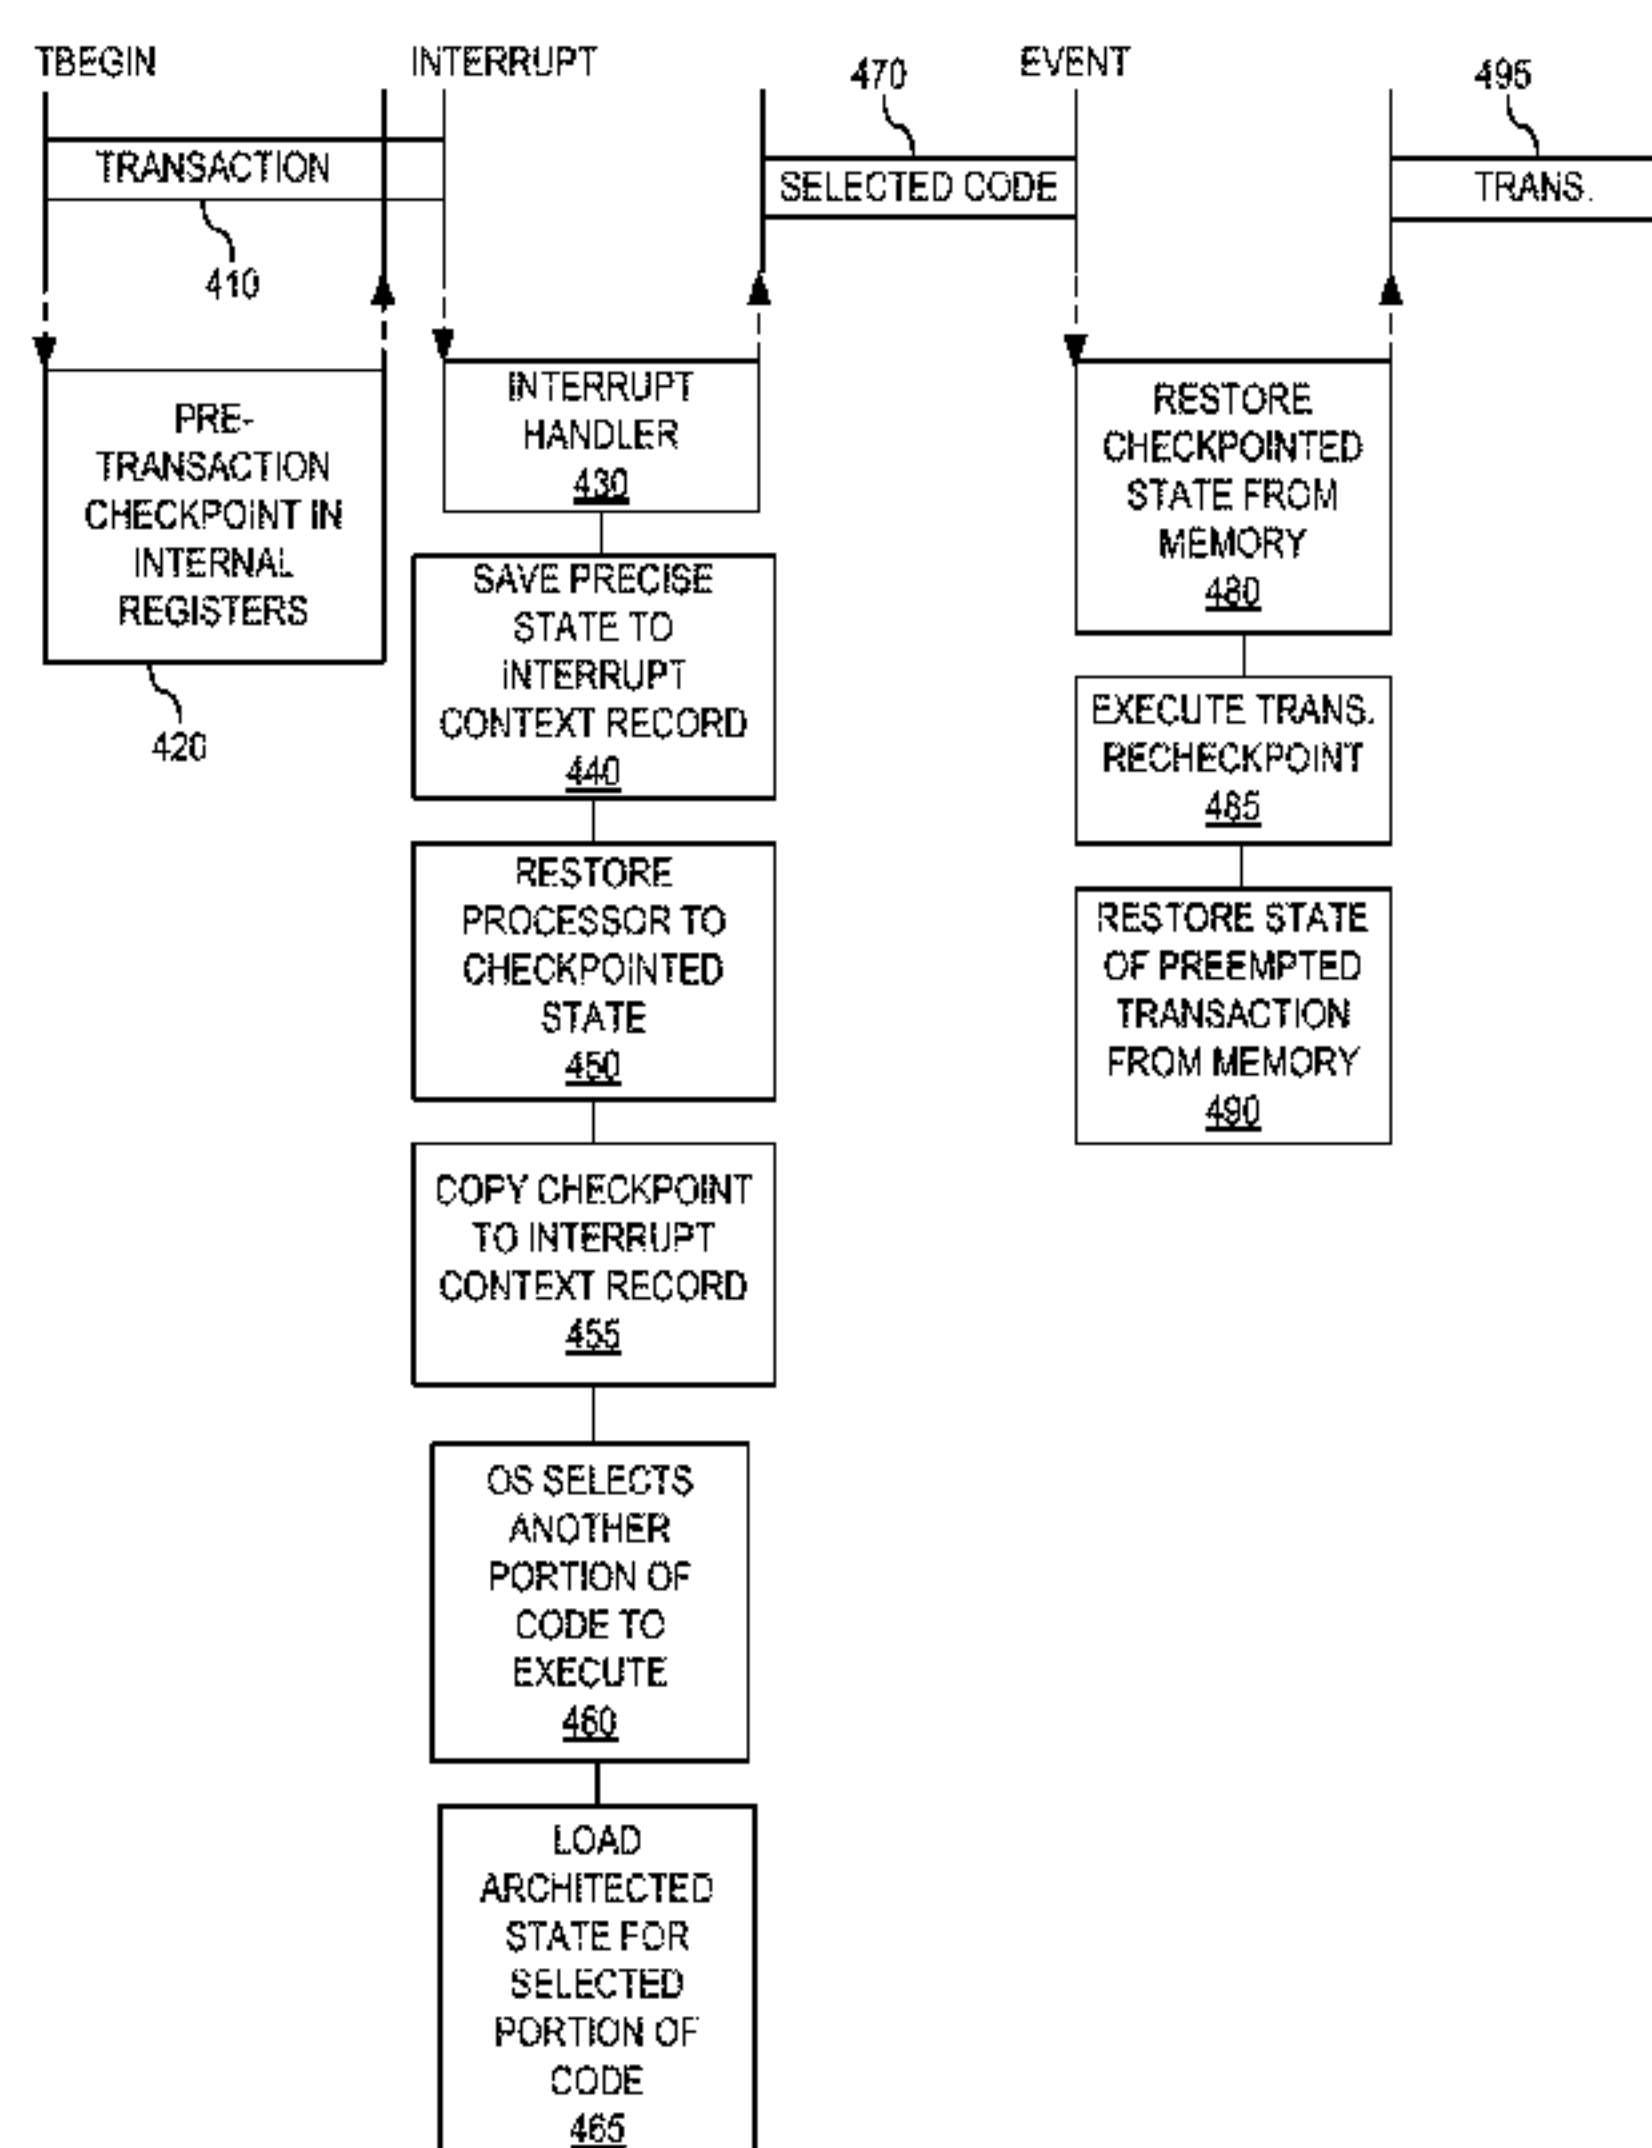 TBEGIN
INTERRUPT
470
EVENT
495
TRANSACTION
SELECTED CODE
TRANS.
410
PRE-
TRANSACTION
CHECKPOINT IN
INTERNAL
REGISTERS
420
INTERRUPT
HANDLER
430
SAVE PRECISE
STATE TO
INTERRUPT
CONTEXT RECORD
440
RESTORE
PROCESSOR TO
CHECKPOINTED
STATE
450
COPY CHECKPOINT
TO INTERRUPT
CONTEXT RECORD
455
OS SELECTS
ANOTHER
PORTION OF
CODE TO
EXECUTE
460
LOAD
ARCHITECTED
STATE FOR
SELECTED
PORTION OF
CODE
465
RESTORE
CHECKPOINTED
STATE FROM
MEMORY
480
EXECUTE TRANS.
RECHECKPOINT
485
RESTORE STATE
OF PREEMPTED
TRANSACTION
FROM MEMORY
490